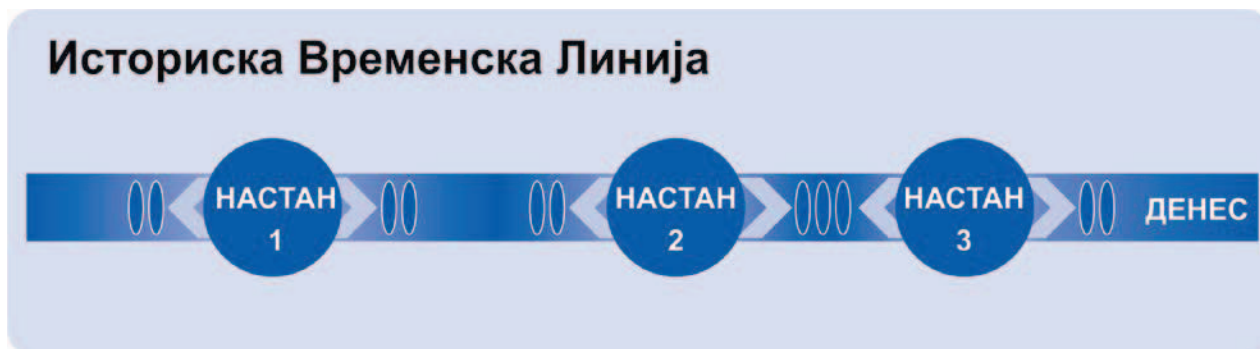 Историска Временска Линија
НАСТАН
1
НАСТАН
2
НАСТАН
3
ДЕНЕС